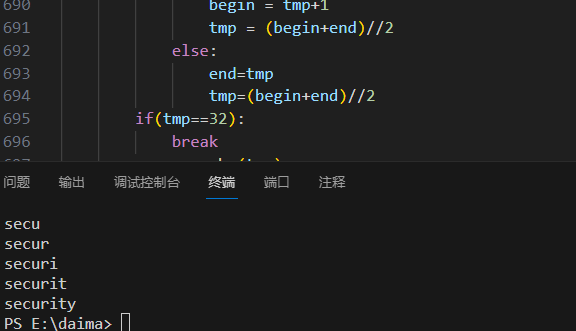 690 begin = tmp+1
691 tmp = (begin+end)//2
692 else:
693 end=tmp
694 tmp=(begin+end)//2
695 if(tmp==32):
696 break
问题 输出 调试控制台 终端 端口 注释
secu
secur
securi
securit
security
PS E:\daima>